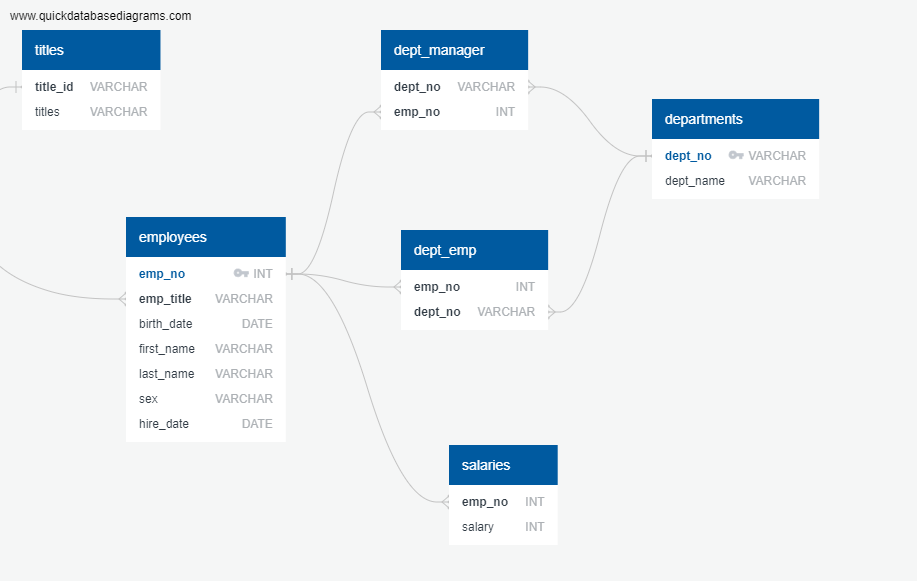 www.quickdatabasediagrams.com
titles
title_id VARCHAR
titles VARCHAR
dept_manager
dept_no VARCHAR
emp_no INT
departments
dept_no VARCHAR
dept_name VARCHAR
employees
emp_no INT
emp_title VARCHAR
birth_date DATE
first_name VARCHAR
last_name VARCHAR
sex VARCHAR
hire_date DATE
dept_emp
emp_no INT
dept_no VARCHAR
salaries
emp_no INT
salary INT